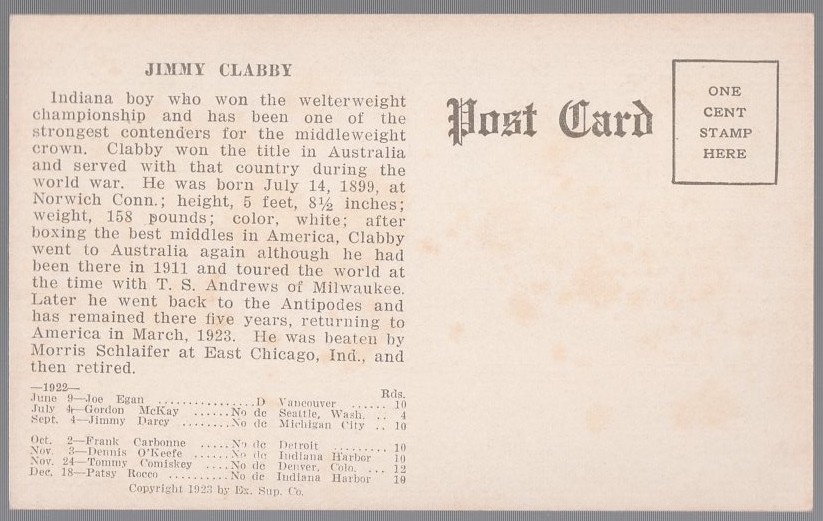 JIMMY CLABBY
Indiana boy who won the welterweight
championship and has been one of the
strongest contenders for the middleweight
crown. Clabby won the title in Australia
and served with that country during the
world war. He was born July 14, 1899, at
Norwich Conn.; height, 5 feet, 8½ inches;
weight, 158 pounds; color, white; after
boxing the best middles in America, Clabby
went to Australia again although he had
been there in 1911 and toured the world at
the time with T. S. Andrews of Milwaukee.
Later he went back to the Antipodes and
has remained there five years, returning to
America in March, 1923. He was beaten by
Morris Schlaifer at East Chicago, Ind., and
then retired.
—1922— Rds.
June 9—Joe Egan ................D Vancouver ...... 10
July 4—Gordon McKay ......No dc Seattle, Wash. .. 4
Sept. 4—Jimmy Darcy ........No dc Michigan City .. 10
Oct. 2—Frank Carbonne .....No dc Detroit ......... 10
Nov. 3—Dennis O'Keefe ......No dc Indiana Harbor 10
Nov. 24—Tommy Comiskey ....No dc Denver, Colo. ... 12
Dec. 18—Patsy Rocco ..........No dc Indiana Harbor 10
Copyright 1923 by Ex. Sup. Co.
Post Card
ONE
CENT
STAMP
HERE